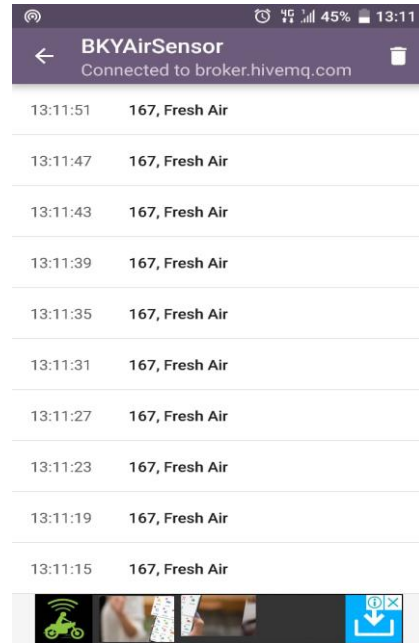 45% 13:11
BKYAirSensor
Connected to broker.hivemq.com
13:11:51 167, Fresh Air
13:11:47 167, Fresh Air
13:11:43 167, Fresh Air
13:11:39 167, Fresh Air
13:11:35 167, Fresh Air
13:11:31 167, Fresh Air
13:11:27 167, Fresh Air
13:11:23 167, Fresh Air
13:11:19 167, Fresh Air
13:11:15 167, Fresh Air